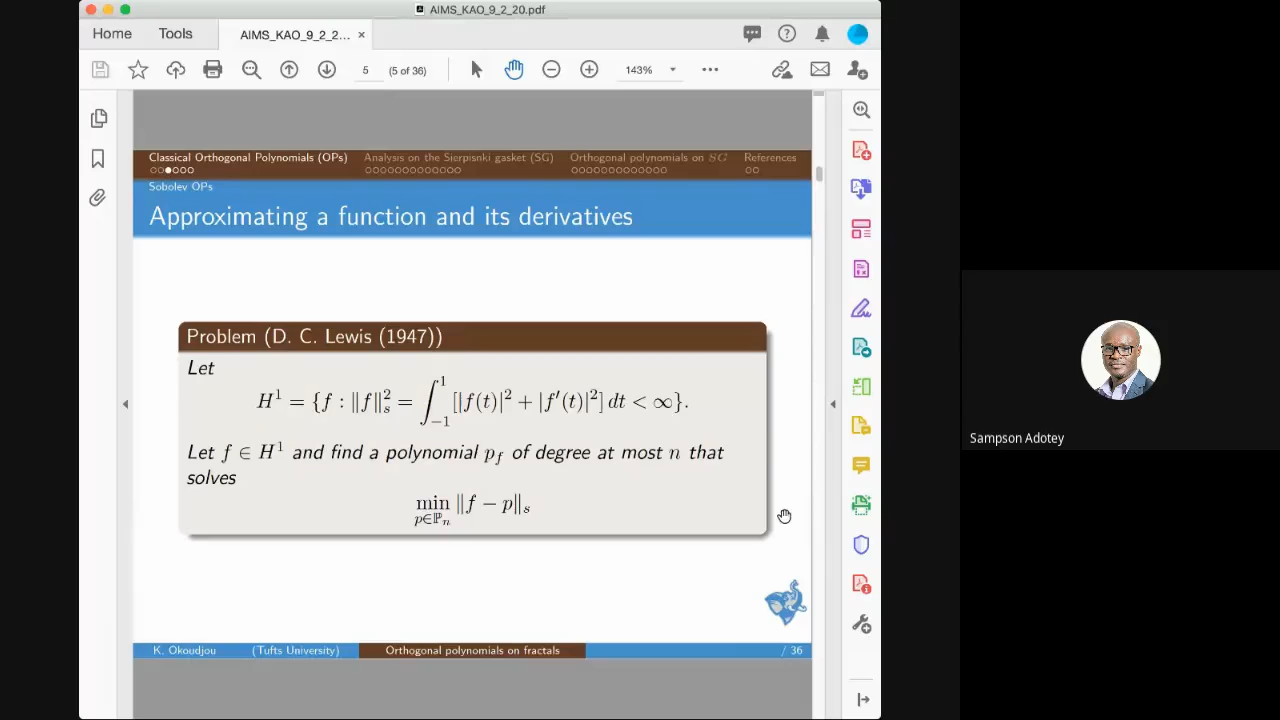 AIMS_KAO_9_2_20.pdf
Home Tools AIMS_KAO_9_2_2... ×
5 (5 of 36) 143%
Classical Orthogonal Polynomials (OPs) Analysis on the Sierpisnki gasket (SG) Orthogonal polynomials on SG References
Sobolev OPs
Approximating a function and its derivatives
Problem (D. C. Lewis (1947))
Let
H¹ = {f : ‖f‖²ₛ = ∫₋₁¹ [|f(t)|² + |f′(t)|²] dt < ∞}.
Let f ∈ H¹ and find a polynomial p_f of degree at most n that
solves
min ‖f − p‖ₛ
p∈ℙₙ
K. Okoudjou (Tufts University) Orthogonal polynomials on fractals / 36
Sampson Adotey